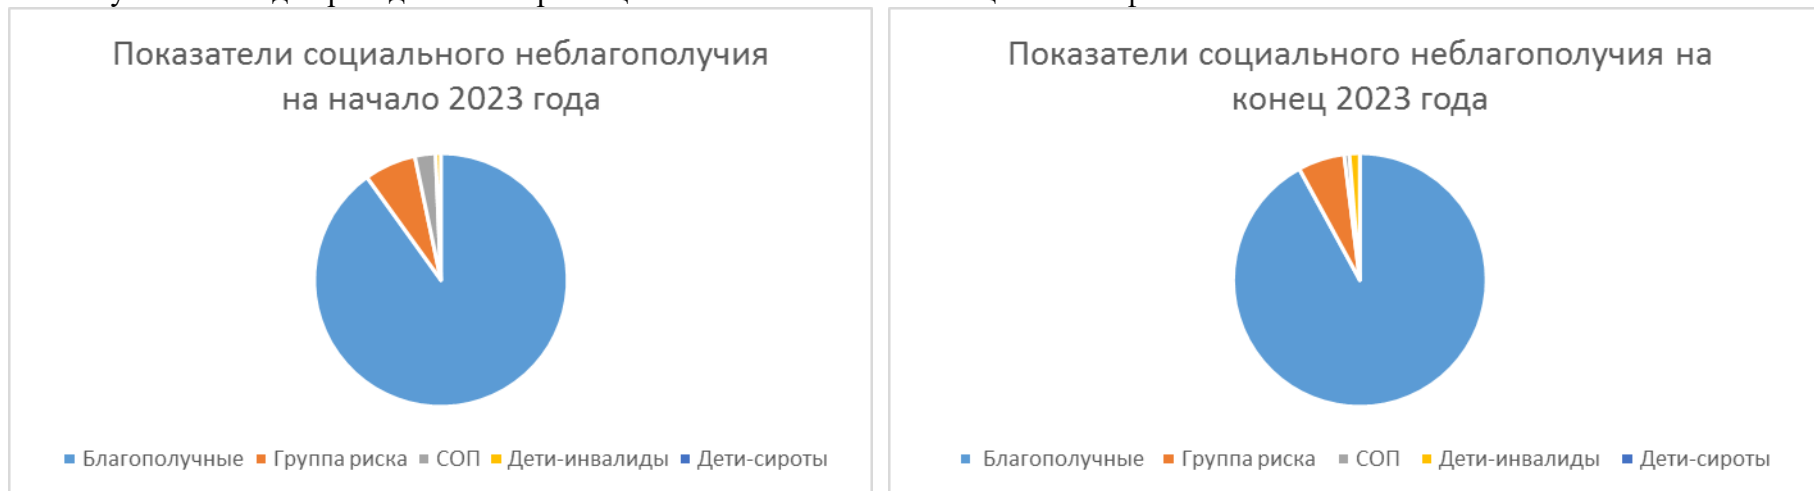 Показатели социального неблагополучия
на начало 2023 года
Благополучные Группа риска СОП Дети-инвалиды Дети-сироты
Показатели социального неблагополучия на
конец 2023 года
Благополучные Группа риска СОП Дети-инвалиды Дети-сироты